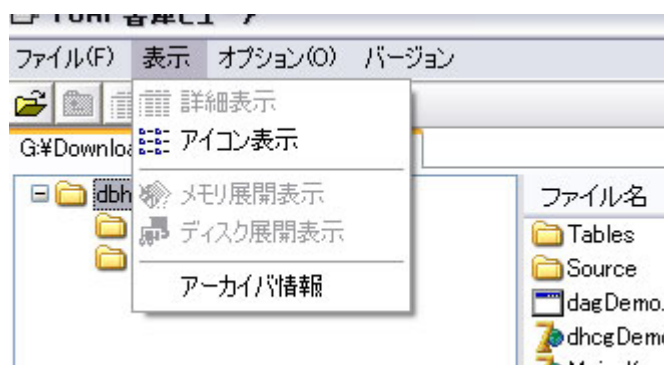 ファイル(F) 表示 オプション(O) バージョン
詳細表示
アイコン表示
G:¥Downloa
dbh
メモリ展開表示
ディスク展開表示
アーカイバ情報
ファイル名
Tables
Source
dagDemo.
dhcgDem